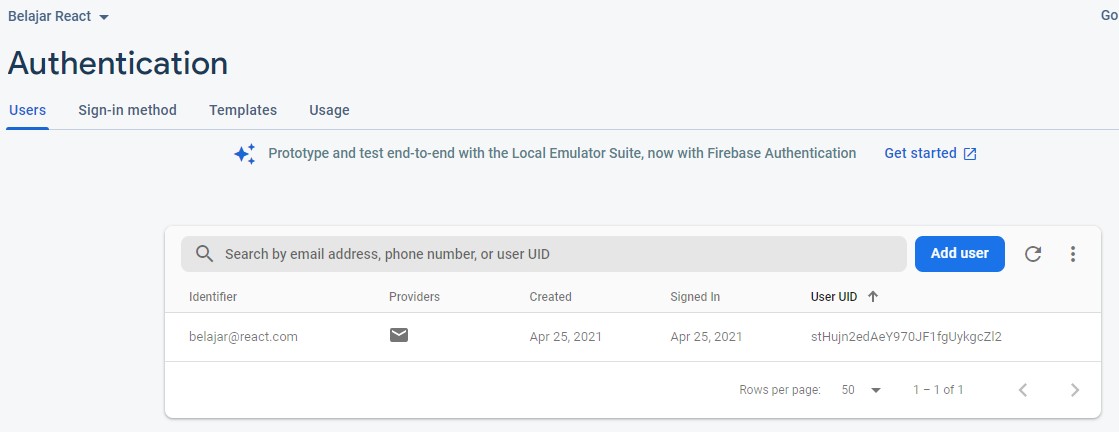 Belajar React
Go
Authentication
Users Sign-in method Templates Usage
Prototype and test end-to-end with the Local Emulator Suite, now with Firebase Authentication Get started
Search by email address, phone number, or user UID Add user
Identifier Providers Created Signed In User UID
belajar@react.com Apr 25, 2021 Apr 25, 2021 stHujn2edAeY970JF1fgUykgcZl2
Rows per page: 50 1 – 1 of 1